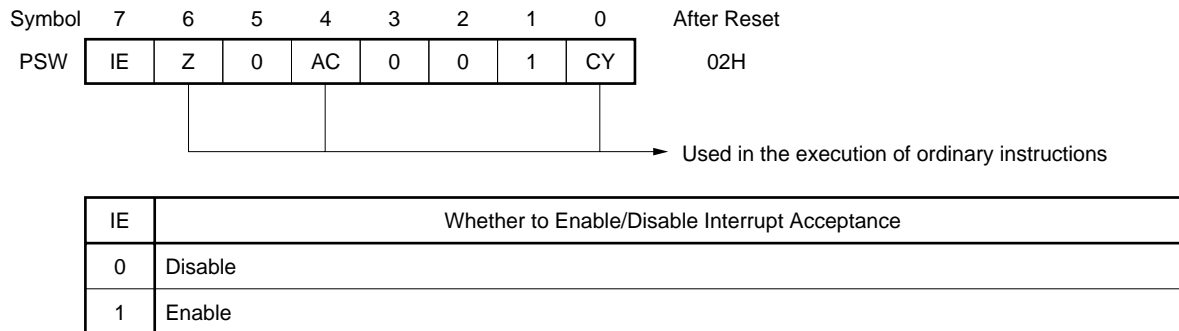 Symbol 7 6 5 4 3 2 1 0 After Reset
PSW IE Z 0 AC 0 0 1 CY 02H
Used in the execution of ordinary instructions
IE Whether to Enable/Disable Interrupt Acceptance
0 Disable
1 Enable